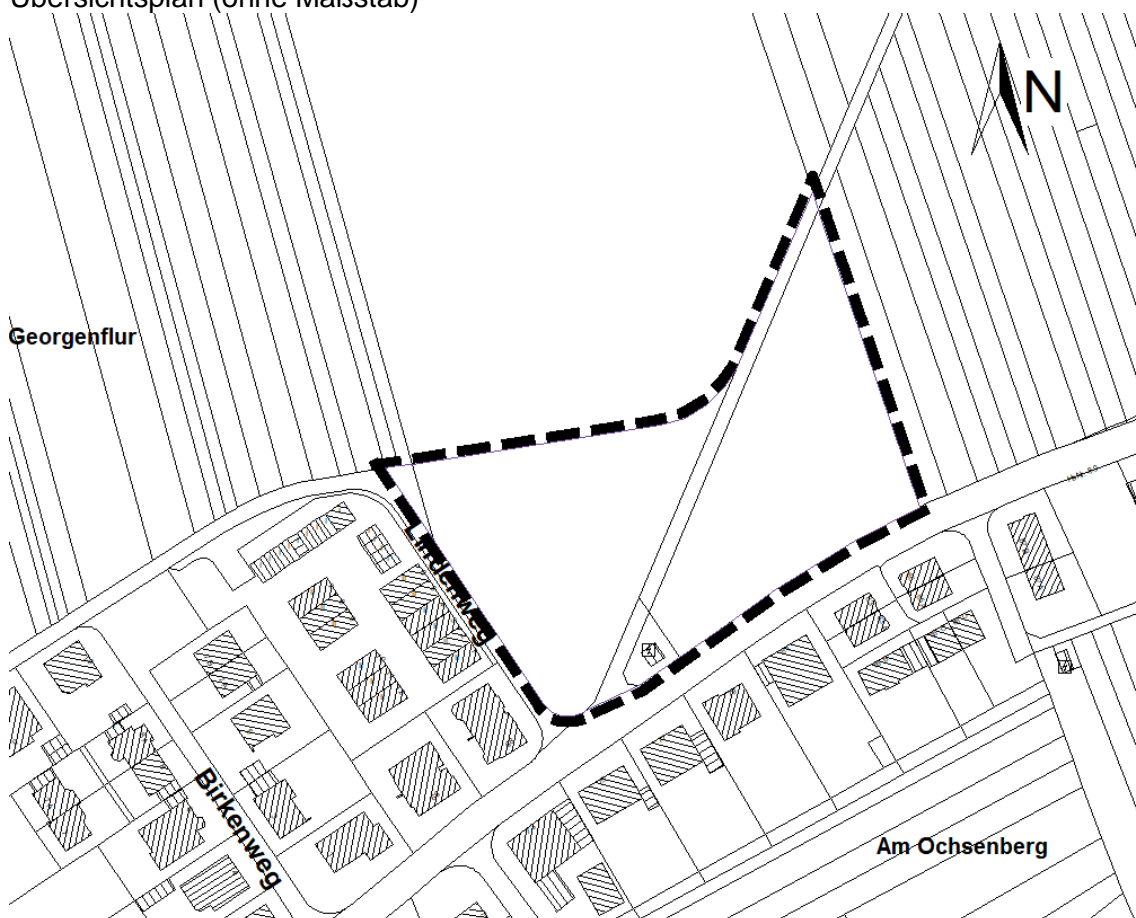 Übersichtsplan (ohne Maßstab)
N
Georgenflur
Lindenweg
Birkenweg
Am Ochsenberg